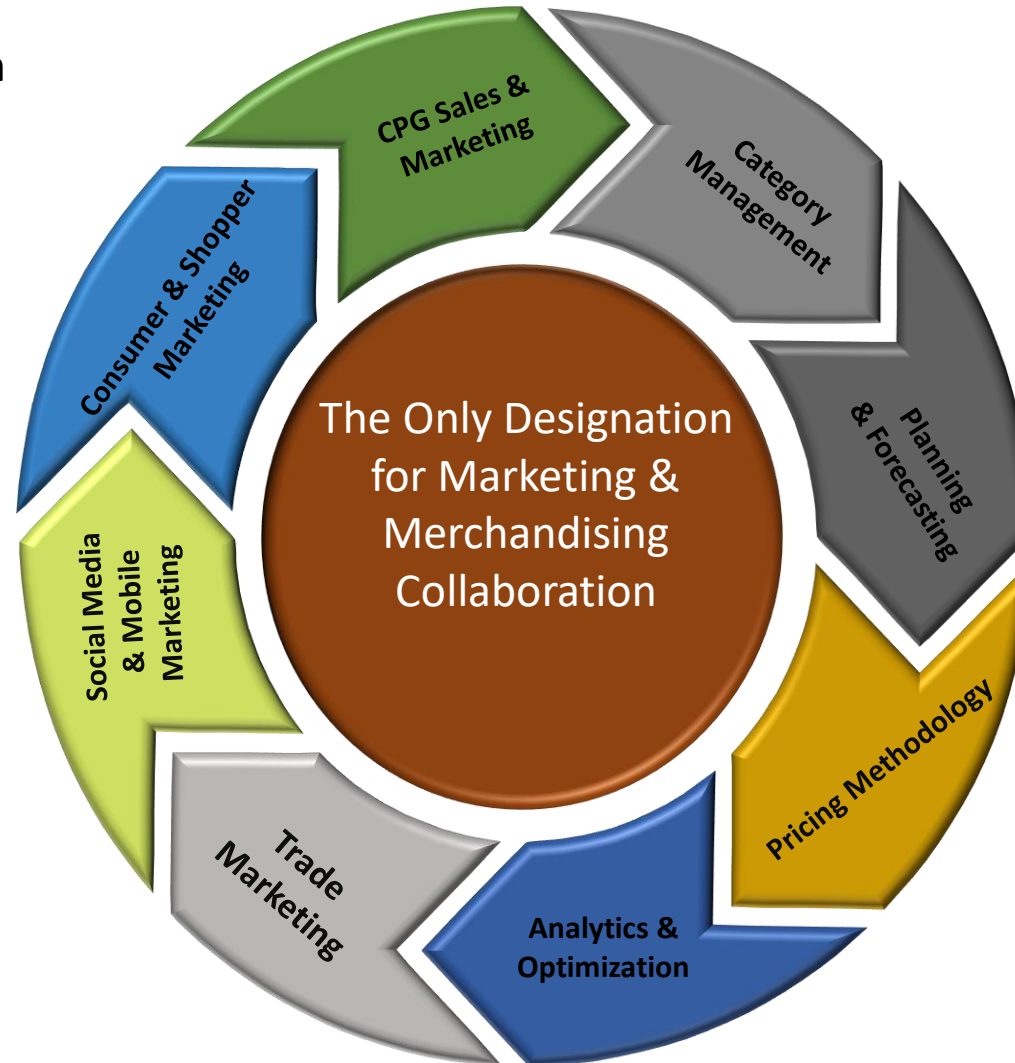 CPG Sales &
Marketing
Category
Management
Planning
& Forecasting
Pricing Methodology
Analytics &
Optimization
Trade
Marketing
Social Media
& Mobile
Marketing
Consumer & Shopper
Marketing
The Only Designation
for Marketing &
Merchandising
Collaboration